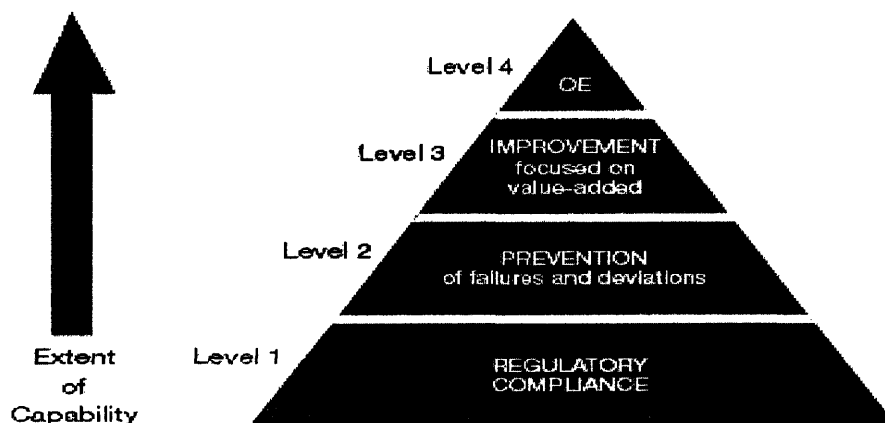 Level 4
OE
Level 3
IMPROVEMENT
focused on
value-added
Level 2
PREVENTION
of failures and deviations
Level 1
REGULATORY
COMPLIANCE
Extent
of
Capability